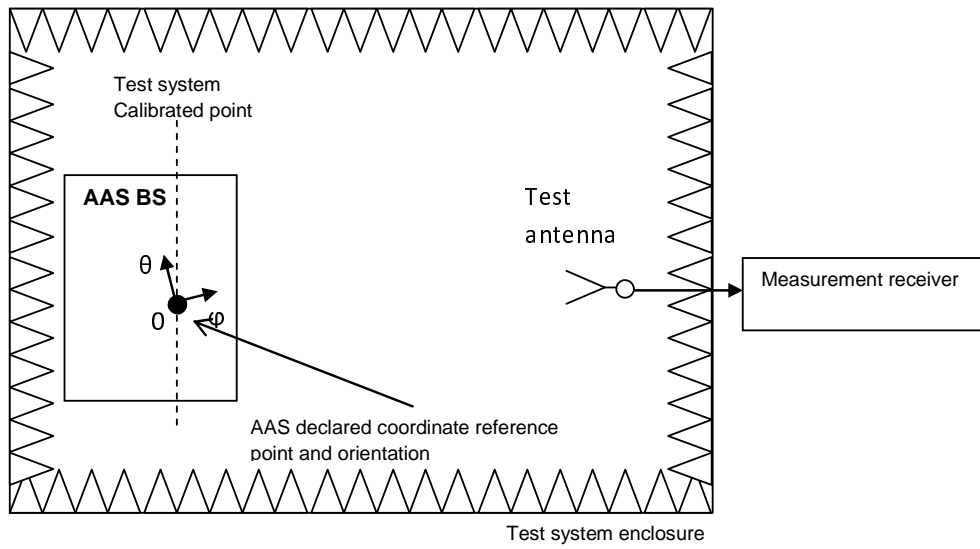 Test system
Calibrated point
AAS BS
Test
antenna
θ
0
φ
Measurement receiver
AAS declared coordinate reference
point and orientation
Test system enclosure